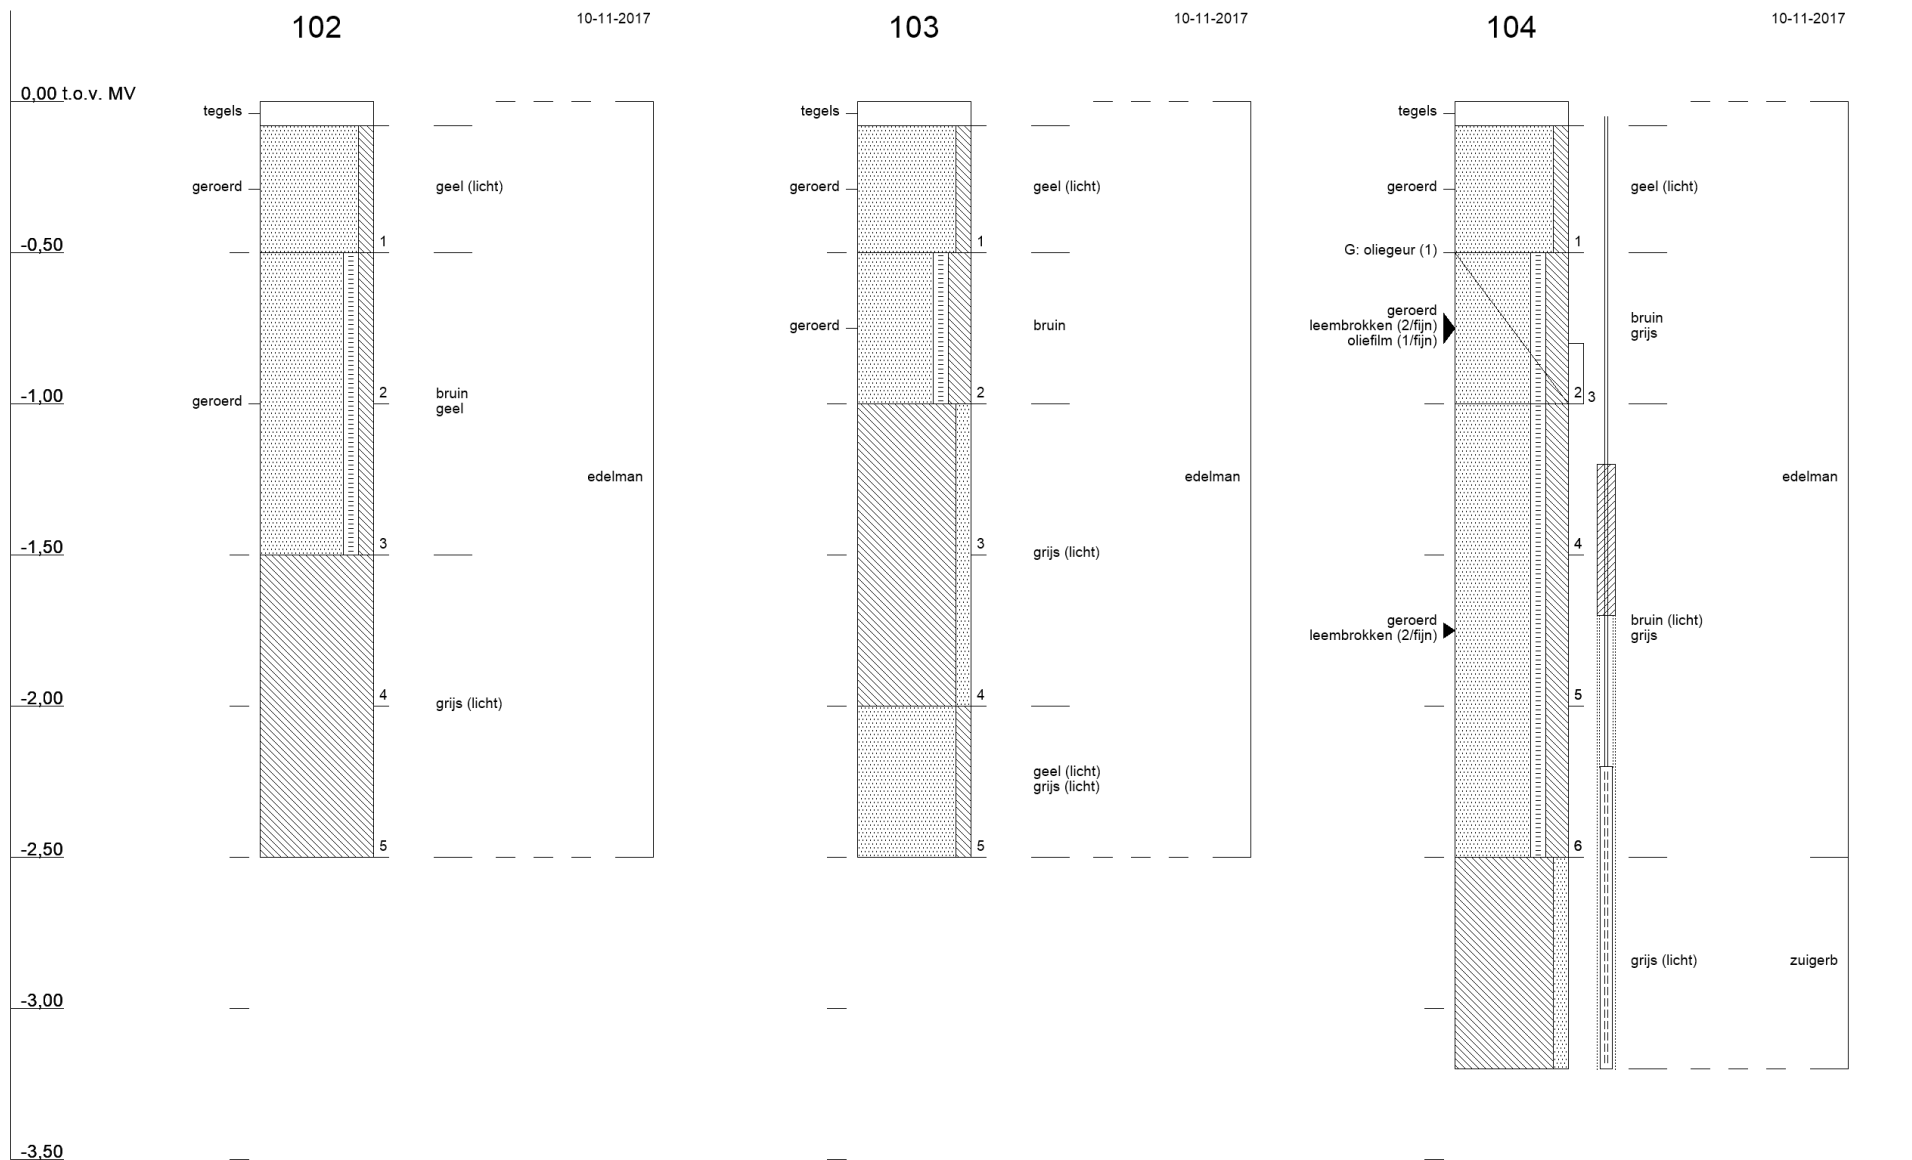 102
10-11-2017
103
10-11-2017
104
10-11-2017
0,00 t.o.v. MV
-0,50
-1,00
-1,50
-2,00
-2,50
-3,00
-3,50
tegels
geroerd
geel (licht)
1
geroerd
2
bruin
geel
3
edelman
4
grijs (licht)
5
tegels
geroerd
geel (licht)
1
geroerd
bruin
2
edelman
3
grijs (licht)
4
geel (licht)
grijs (licht)
5
tegels
geroerd
geel (licht)
1
G: oliegeur (1)
geroerd
leembrokken (2/fijn)
oliefilm (1/fijn)
bruin
grijs
2
3
edelman
4
geroerd
leembrokken (2/fijn)
bruin (licht)
grijs
5
6
grijs (licht)
zuigerb